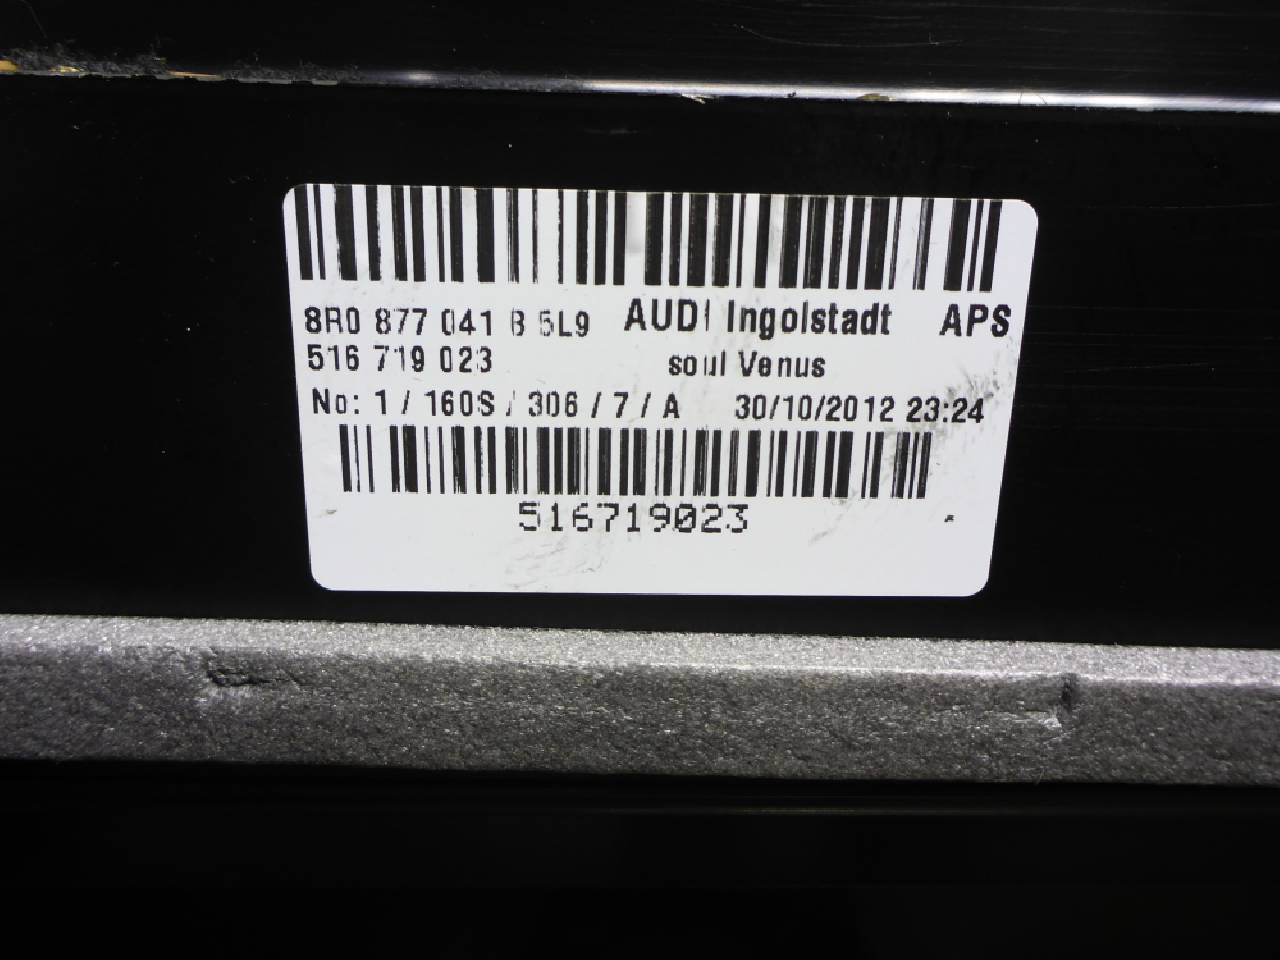 8R0 877 041 B 5L9 AUDI Ingolstadt APS
516 719 023 soul Venus
No: 1 / 160S / 306 / 7 / A 30/10/2012 23:24
516719023